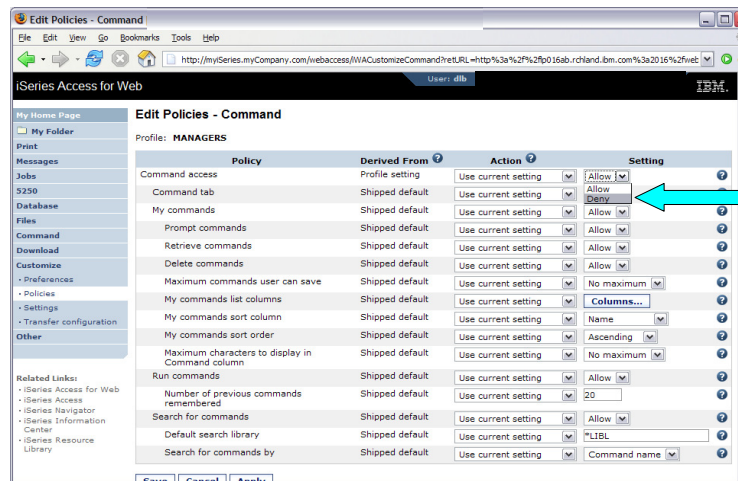 Edit Policies - Comman
File Edit View Go Bookmarks Tools Help
http://myiSeries.myCompany.com/webaccess/iWACustomizeCommand?retURL=http%3a%2f%2flp016ab.rchland.ibm.com%3a2016%2fwebt
iSeries Access for Web
User: dlb
IBM.
My Home Page
My Folder
Print
Messages
Jobs
5250
Database
Files
Command
Download
Customize
• Preferences
• Policies
• Settings
• Transfer configuration
Other
Related Links:
• iSeries Access for Web
• iSeries Access
• iSeries Navigator
• iSeries Information Center
• iSeries Resource Library
Edit Policies - Command
Profile: MANAGERS
Policy Derived From ? Action ? Setting
Command access Profile setting Use current setting Allow ?
Allow
Deny
Command tab Shipped default Use current setting
My commands Shipped default Use current setting Allow ?
Prompt commands Shipped default Use current setting Allow ?
Retrieve commands Shipped default Use current setting Allow ?
Delete commands Shipped default Use current setting Allow ?
Maximum commands user can save Shipped default Use current setting No maximum ?
My commands list columns Shipped default Use current setting Columns... ?
My commands sort column Shipped default Use current setting Name ?
My commands sort order Shipped default Use current setting Ascending ?
Maximum characters to display in Command column Shipped default Use current setting No maximum ?
Run commands Shipped default Use current setting Allow ?
Number of previous commands remembered Shipped default Use current setting 20 ?
Search for commands Shipped default Use current setting Allow ?
Default search library Shipped default Use current setting *LIBL ?
Search for commands by Shipped default Use current setting Command name ?
Save Cancel Apply